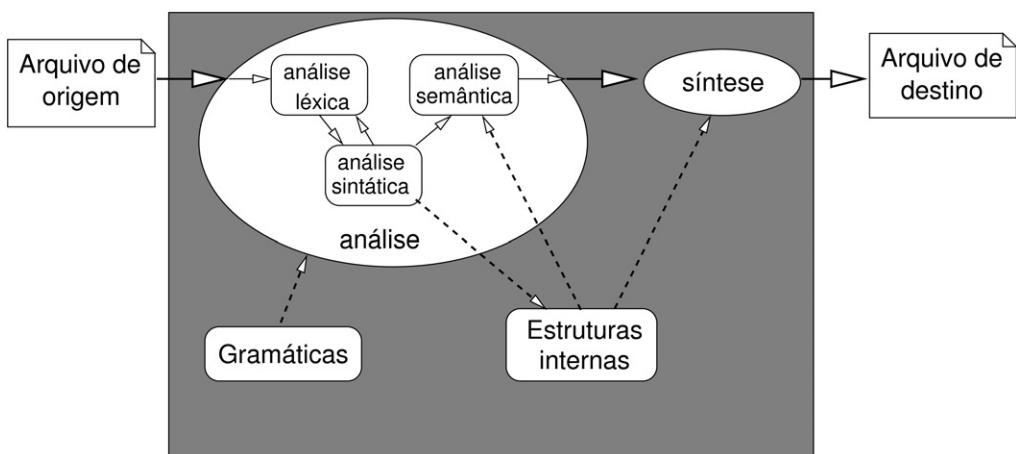 Arquivo de
origem
análise
léxica
análise
semântica
síntese
Arquivo de
destino
análise
sintática
análise
Gramáticas
Estruturas
internas